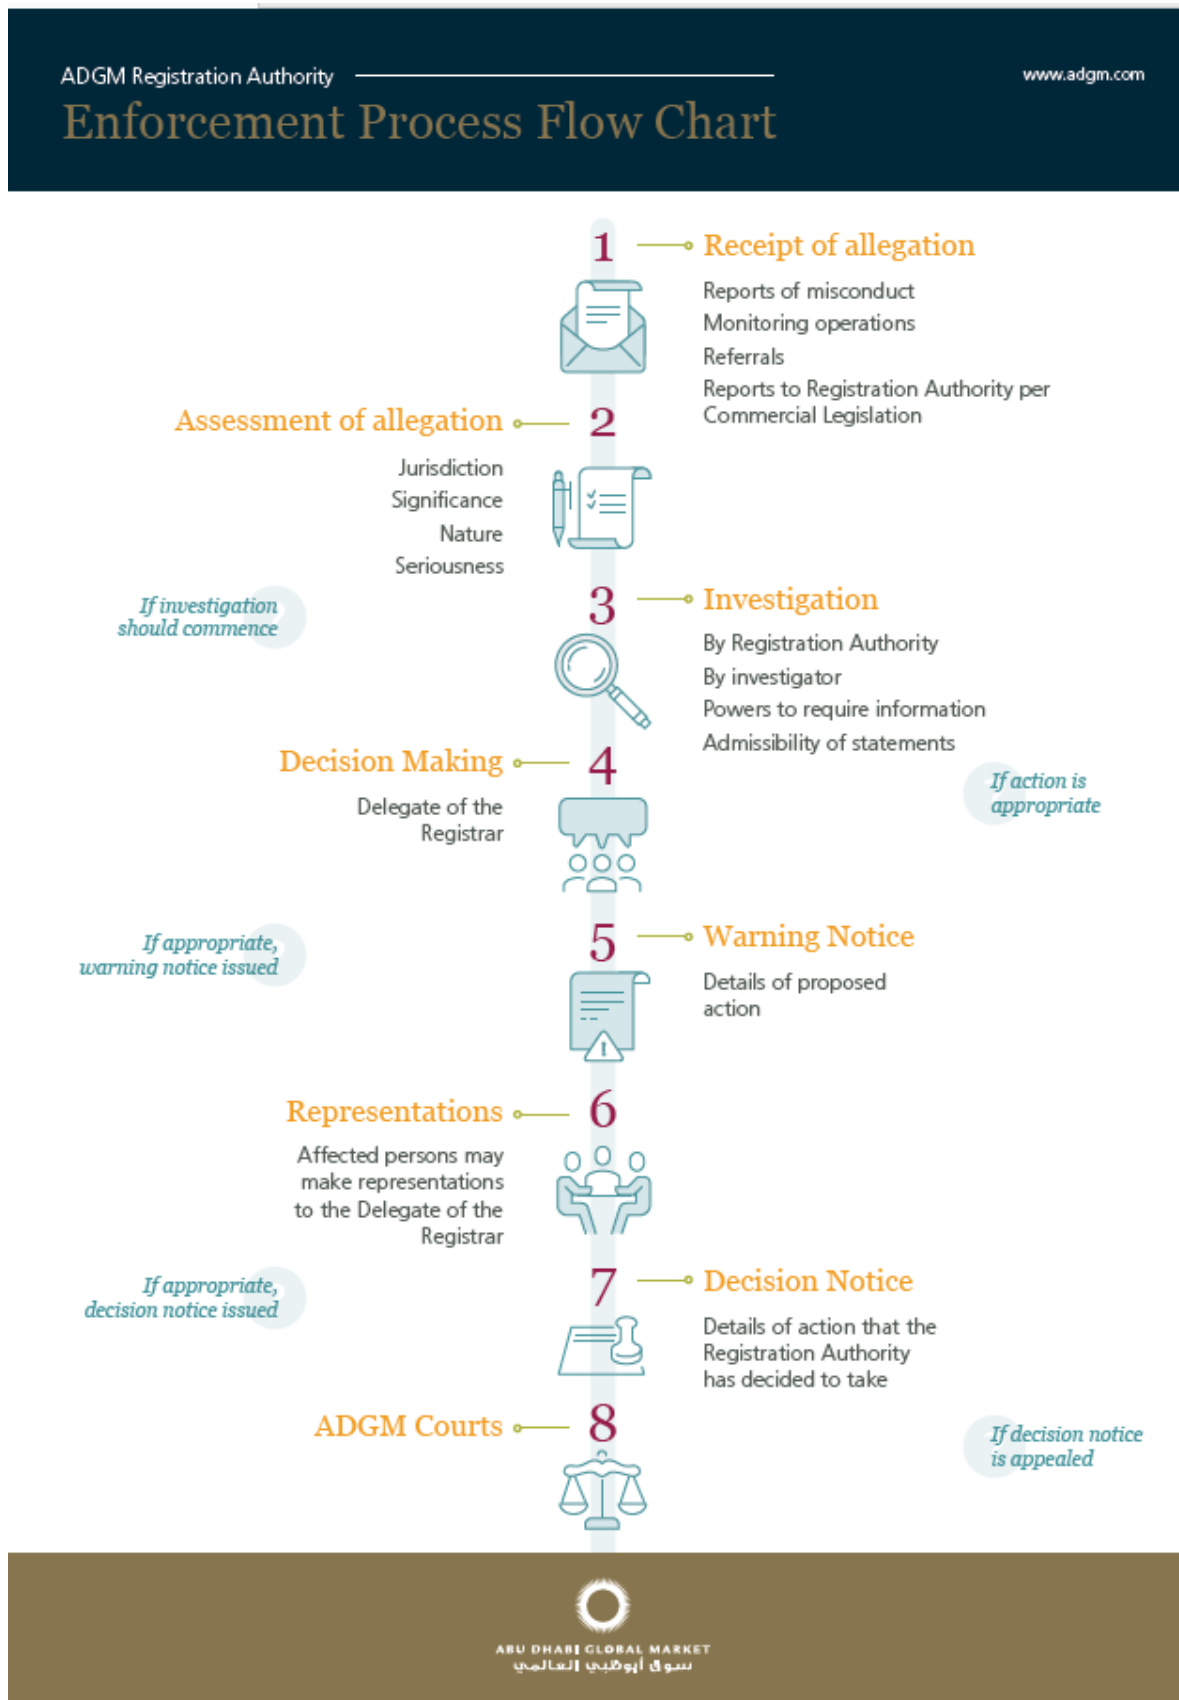 ADGM Registration Authority
www.adgm.com
Enforcement Process Flow Chart
1
Receipt of allegation
Reports of misconduct
Monitoring operations
Referrals
Reports to Registration Authority per
Commercial Legislation
2
Assessment of allegation
Jurisdiction
Significance
Nature
Seriousness
If investigation
should commence
3
Investigation
By Registration Authority
By investigator
Powers to require information
Admissibility of statements
If action is
appropriate
4
Decision Making
Delegate of the
Registrar
If appropriate,
warning notice issued
5
Warning Notice
Details of proposed
action
6
Representations
Affected persons may
make representations
to the Delegate of the
Registrar
If appropriate,
decision notice issued
7
Decision Notice
Details of action that the
Registration Authority
has decided to take
8
ADGM Courts
If decision notice
is appealed
ABU DHABI GLOBAL MARKET
سوق أبوظبي العالمي